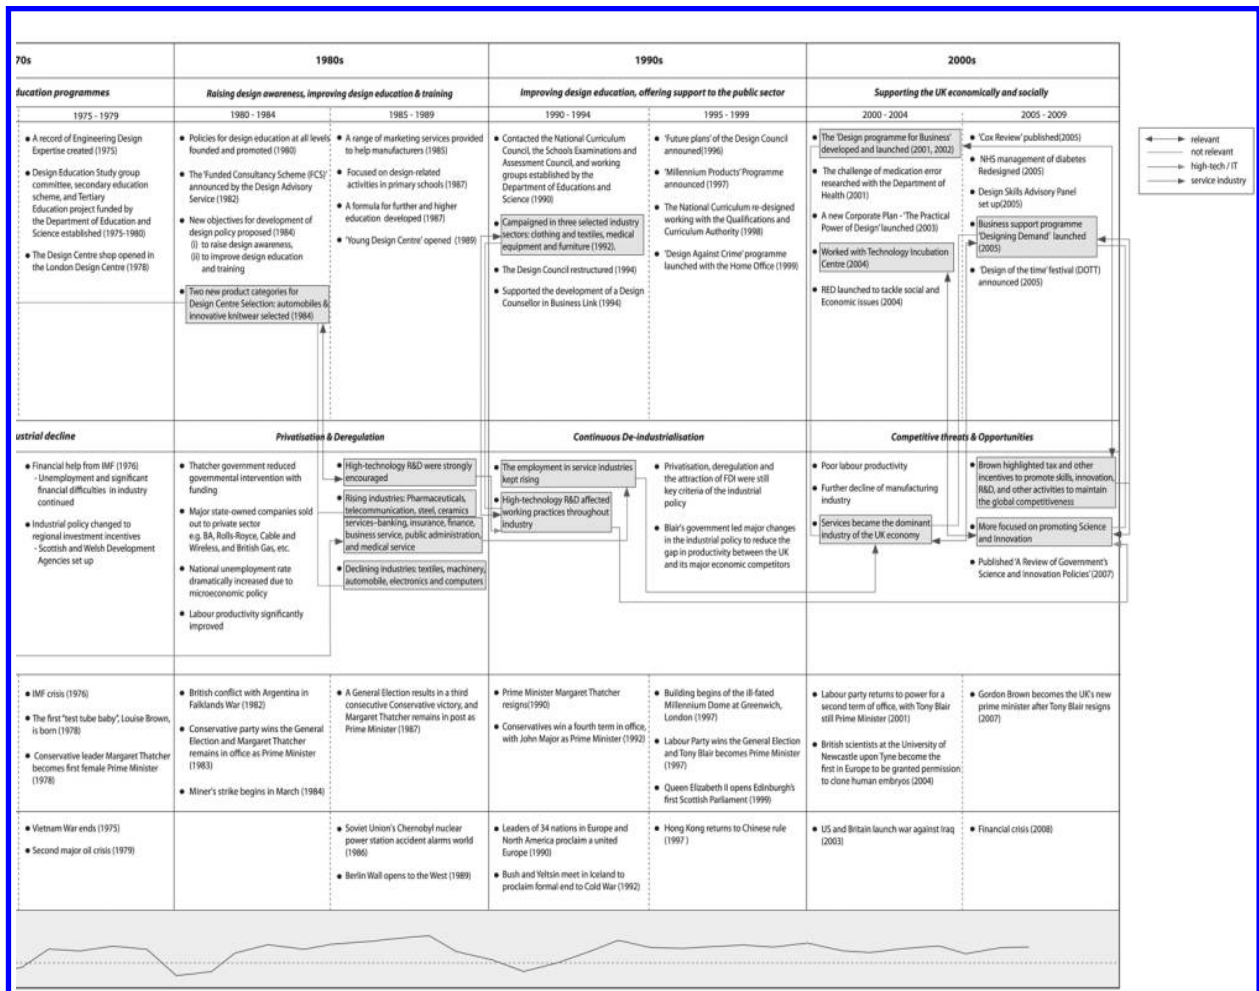 70s
1980s
1990s
2000s
ducation programmes
Raising design awareness, improving design education & training
Improving design education, offering support to the public sector
Supporting the UK economically and socially
1975 - 1979
1980 - 1984
1985 - 1989
1990 - 1994
1995 - 1999
2000 - 2004
2005 - 2009
● A record of Engineering Design
Expertise created (1975)
● Design Education Study group
committee, secondary education
scheme, and Tertiary
Education project funded by
the Department of Education and
Science established (1975-1980)
● The Design Centre shop opened in
the London Design Centre (1978)
● Policies for design education at all levels
founded and promoted (1980)
● The 'Funded Consultancy Scheme (FCS)'
announced by the Design Advisory
Service (1982)
● New objectives for development of
design policy proposed (1984)
(i) to raise design awareness,
(ii) to improve design education
and training
● Two new product categories for
Design Centre Selection: automobiles &
innovative knitwear selected (1984)
● A range of marketing services provided
to help manufacturers (1985)
● Focused on design-related
activities in primary schools (1987)
● A formula for further and higher
education developed (1987)
● 'Young Design Centre' opened (1989)
● Contacted the National Curriculum
Council, the Schools Examinations and
Assessment Council, and working
groups established by the
Department of Educations and
Science (1990)
● Campaigned in three selected industry
sectors: clothing and textiles, medical
equipment and furniture (1992).
● The Design Council restructured (1994)
● Supported the development of a Design
Counsellor in Business Link (1994)
● 'Future plans' of the Design Council
announed(1996)
● 'Millennium Products' Programme
announced (1997)
● The National Curriculum re-designed
working with the Qualifications and
Curriculum Authority (1998)
● 'Design Against Crime' programme
launched with the Home Office (1999)
● The 'Design programme for Business'
developed and launched (2001, 2002)
● The challenge of medication error
researched with the Department of
Health (2001)
● A new Corporate Plan - 'The Practical
Power of Design' launched (2003)
● Worked with Technology Incubation
Centre (2004)
● RED launched to tackle social and
Economic issues (2004)
● 'Cox Review' published(2005)
● NHS management of diabetes
Redesigned (2005)
● Design Skills Advisory Panel
set up(2005)
● Business support programme
'Designing Demand' launched
(2005)
● 'Design of the time' festival (DOTT)
announced (2005)
relevant
not relevant
high-tech / IT
service industry
ustrial decline
Privatisation & Deregulation
Continuous De-industrialisation
Competitive threats & Opportunities
● Financial help from IMF (1976)
- Unemployment and significant
financial difficulties in industry
continued
● Industrial policy changed to
regional investment incentives
- Scottish and Welsh Development
Agencies set up
● Thatcher government reduced
governmental intervention with
funding
● Major state-owned companies sold
out to private sector
e.g. BA, Rolls-Royce, Cable and
Wireless, and British Gas, etc.
● National unemployment rate
dramatically increased due to
microeconomic policy
● Labour productivity significantly
improved
● High-technology R&D were strongly
encouraged
● Rising industries: Pharmaceuticals,
telecommunication, steel, ceramics
services–banking, insurance, finance,
business service, public administration,
and medical service
● Declining industries: textiles, machinery,
automobile, electronics and computers
● The employment in service industries
kept rising
● High-technology R&D affected
working practices throughout
industry
● Privatisation, deregulation and
the attraction of FDI were still
key criteria of the industrial
policy
● Blair's government led major changes
in the industrial policy to reduce the
gap in productivity between the UK
and its major economic competitors
● Poor labour productivity
● Further decline of manufacturing
industry
● Services became the dominant
industry of the UK economy
● Brown highlighted tax and other
incentives to promote skills, innovation,
R&D, and other activities to maintain
the global competitiveness
● More focused on promoting Science
and Innovation
● Published 'A Review of Government's
Science and Innovation Policies' (2007)
● IMF crisis (1976)
● The first "test tube baby", Louise Brown,
is born (1978)
● Conservative leader Margaret Thatcher
becomes first female Prime Minister
(1978)
● British conflict with Argentina in
Falklands War (1982)
● Conservative party wins the General
Election and Margaret Thatcher
remains in office as Prime Minister
(1983)
● Miner's strike begins in March (1984)
● A General Election results in a third
consecutive Conservative victory, and
Margaret Thatcher remains in post as
Prime Minister (1987)
● Prime Minister Margaret Thatcher
resigns(1990)
● Conservatives win a fourth term in office,
with John Major as Prime Minister (1992)
● Building begins of the ill-fated
Millennium Dome at Greenwich,
London (1997)
● Labour Party wins the General Election
and Tony Blair becomes Prime Minister
(1997)
● Queen Elizabeth II opens Edinburgh's
first Scottish Parliament (1999)
● Labour party returns to power for a
second term of office, with Tony Blair
still Prime Minister (2001)
● British scientists at the University of
Newcastle upon Tyne become the
first in Europe to be granted permission
to clone human embryos (2004)
● Gordon Brown becomes the UK's new
prime minister after Tony Blair resigns
(2007)
● Vietnam War ends (1975)
● Second major oil crisis (1979)
● Soviet Union's Chernobyl nuclear
power station accident alarms world
(1986)
● Berlin Wall opens to the West (1989)
● Leaders of 34 nations in Europe and
North America proclaim a united
Europe (1990)
● Bush and Yeltsin meet in Iceland to
proclaim formal end to Cold War (1992)
● Hong Kong returns to Chinese rule
(1997 )
● US and Britain launch war against Iraq
(2003)
● Financial crisis (2008)